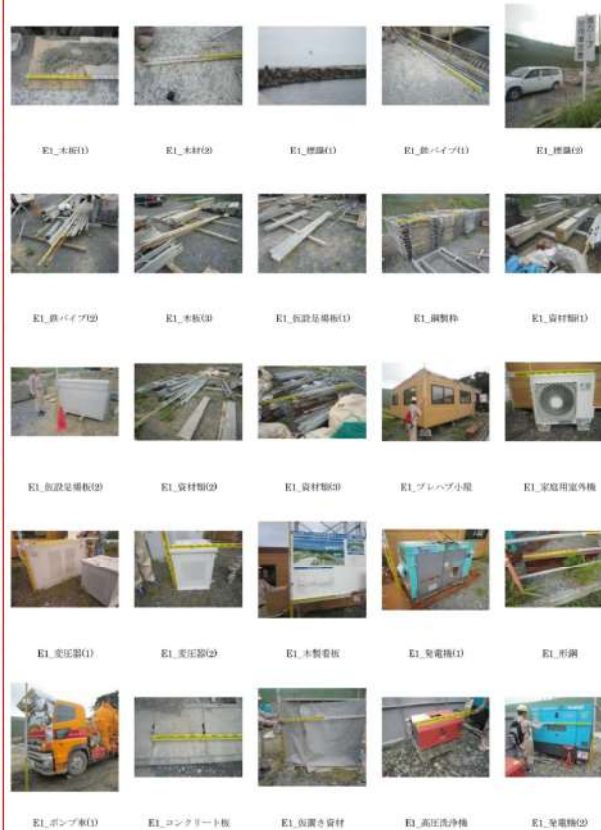 E1_木板(1)
E1_木材(2)
E1_標識(1)
E1_鉄パイプ(1)
E1_標識(2)
E1_鉄パイプ(2)
E1_木板(3)
E1_仮設足場板(1)
E1_鋼製枠
E1_資材類(1)
E1_仮設足場板(2)
E1_資材類(2)
E1_資材類(3)
E1_プレハブ小屋
E1_家庭用室外機
E1_変圧器(1)
E1_変圧器(2)
E1_木製看板
E1_発電機(1)
E1_形鋼
E1_ポンプ車(1)
E1_コンクリート板
E1_仮置き資材
E1_高圧洗浄機
E1_発電機(2)